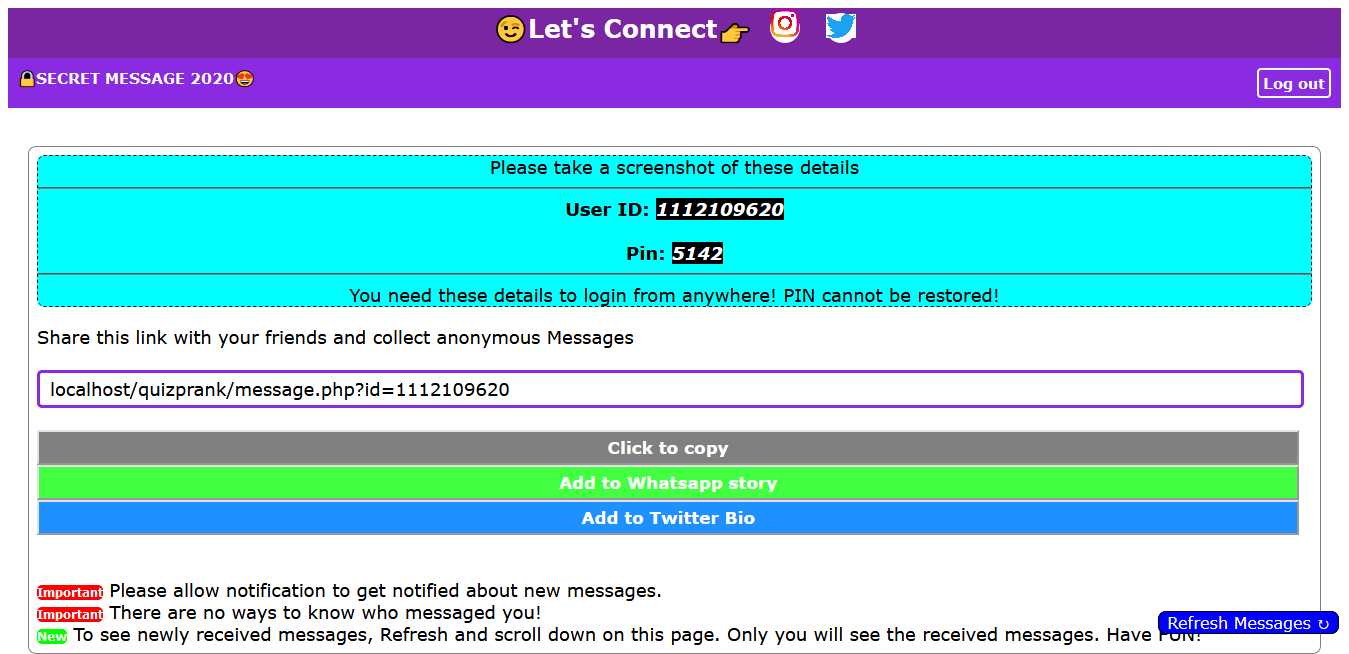 😉Let's Connect👉
🔒SECRET MESSAGE 2020😍
Log out
Please take a screenshot of these details
User ID: 1112109620
Pin: 5142
You need these details to login from anywhere! PIN cannot be restored!
Share this link with your friends and collect anonymous Messages
localhost/quizprank/message.php?id=1112109620
Click to copy
Add to Whatsapp story
Add to Twitter Bio
Important Please allow notification to get notified about new messages.
Important There are no ways to know who messaged you!
New To see newly received messages, Refresh and scroll down on this page. Only you will see the received messages. Have FUN!
Refresh Messages ↻